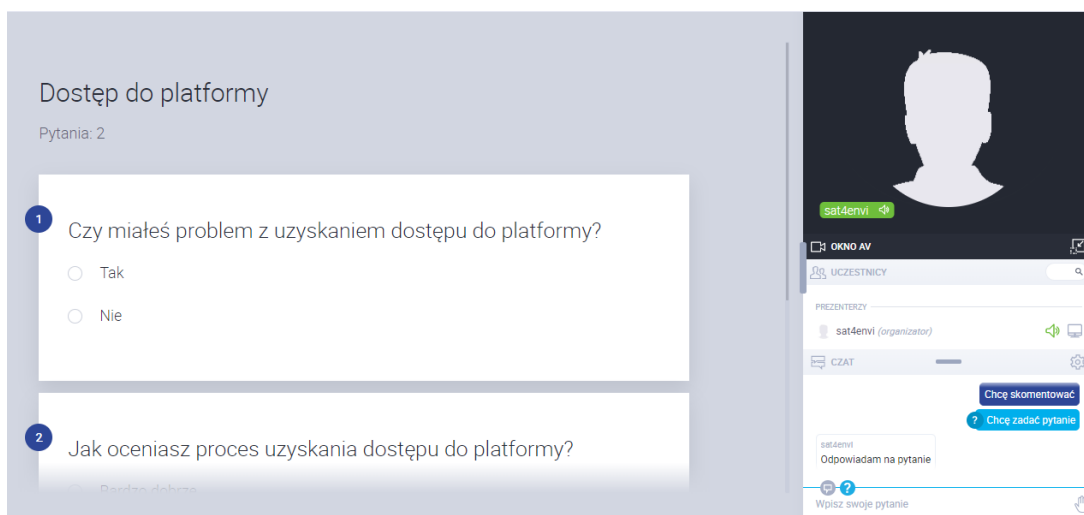 Dostęp do platformy
Pytania: 2
1
Czy miałeś problem z uzyskaniem dostępu do platformy?
Tak
Nie
2
Jak oceniasz proces uzyskania dostępu do platformy?
Bardzo dobrze
sat4envi
OKNO AV
UCZESTNICY
PREZENTERZY
sat4envi (organizator)
CZAT
Chcę skomentować
? Chcę zadać pytanie
sat4envi
Odpowiadam na pytanie
?
Wpisz swoje pytanie